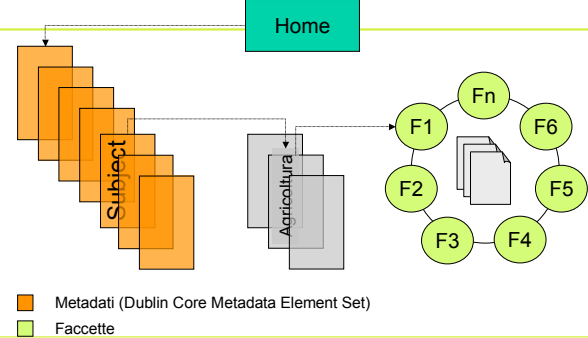 Home
Subject
Agricoltura
Fn
F1
F6
F2
F5
F3
F4
Metadati (Dublin Core Metadata Element Set)
Faccette